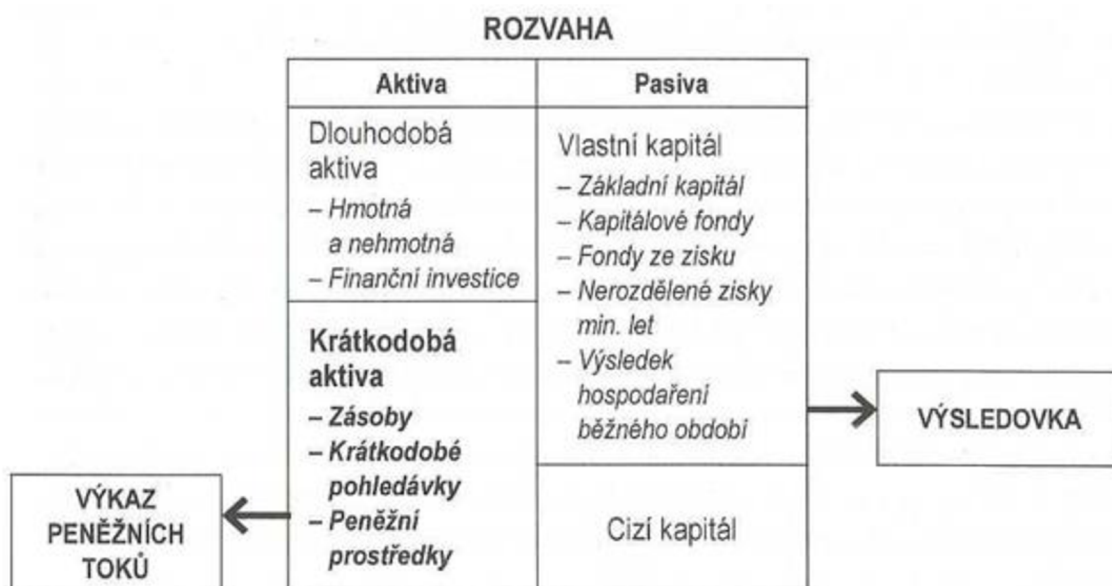 ROZVAHA
Aktiva
Pasiva
Dlouhodobá
aktiva
– Hmotná
a nehmotná
– Finanční investice
Krátkodobá
aktiva
– Zásoby
– Krátkodobé
pohledávky
– Peněžní
prostředky
Vlastní kapitál
– Základní kapitál
– Kapitálové fondy
– Fondy ze zisku
– Nerozdělené zisky
min. let
– Výsledek
hospodaření
běžného období
Cizí kapitál
VÝSLEDOVKA
VÝKAZ
PENĚŽNÍCH
TOKŮ